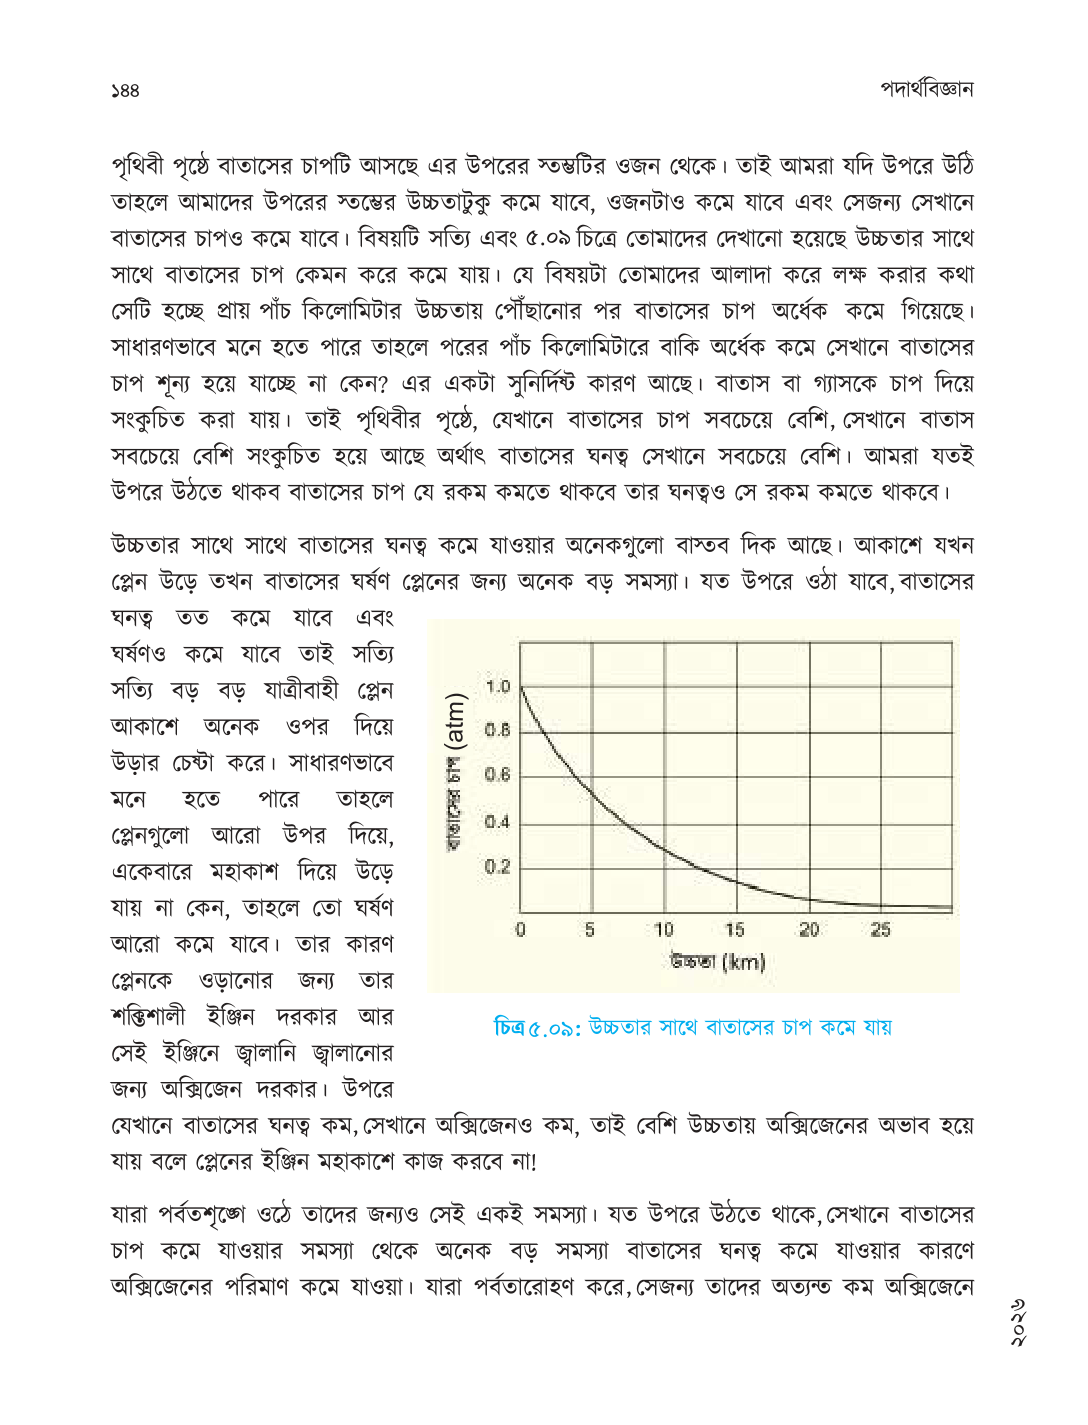 ১৪৪
পদার্থবিজ্ঞান
পৃথিবী পৃষ্ঠে বাতাসের চাপটি আসছে এর উপরের স্তম্ভটির ওজন থেকে। তাই আমরা যদি উপরে উঠি
তাহলে আমাদের উপরের স্তম্ভের উচ্চতাটুকু কমে যাবে, ওজনটাও কমে যাবে এবং সেজন্য সেখানে
বাতাসের চাপও কমে যাবে। বিষয়টি সত্যি এবং ৫.০৯ চিত্রে তোমাদের দেখানো হয়েছে উচ্চতার সাথে
সাথে বাতাসের চাপ কেমন করে কমে যায়। যে বিষয়টা তোমাদের আলাদা করে লক্ষ করার কথা
সেটি হচ্ছে প্রায় পাঁচ কিলোমিটার উচ্চতায় পৌঁছানোর পর বাতাসের চাপ অর্ধেক কমে গিয়েছে।
সাধারণভাবে মনে হতে পারে তাহলে পরের পাঁচ কিলোমিটারে বাকি অর্ধেক কমে সেখানে বাতাসের
চাপ শূন্য হয়ে যাচ্ছে না কেন? এর একটা সুনির্দিষ্ট কারণ আছে। বাতাস বা গ্যাসকে চাপ দিয়ে
সংকুচিত করা যায়। তাই পৃথিবীর পৃষ্ঠে, যেখানে বাতাসের চাপ সবচেয়ে বেশি, সেখানে বাতাস
সবচেয়ে বেশি সংকুচিত হয়ে আছে অর্থাৎ বাতাসের ঘনত্ব সেখানে সবচেয়ে বেশি। আমরা যতই
উপরে উঠতে থাকব বাতাসের চাপ যে রকম কমতে থাকবে তার ঘনত্বও সে রকম কমতে থাকবে।
উচ্চতার সাথে সাথে বাতাসের ঘনত্ব কমে যাওয়ার অনেকগুলো বাস্তব দিক আছে। আকাশে যখন
প্লেন উড়ে তখন বাতাসের ঘর্ষণ প্লেনের জন্য অনেক বড় সমস্যা। যত উপরে ওঠা যাবে, বাতাসের
ঘনত্ব তত কমে যাবে এবং
ঘর্ষণও কমে যাবে তাই সত্যি
সত্যি বড় বড় যাত্রীবাহী প্লেন
আকাশে অনেক ওপর দিয়ে
উড়ার চেষ্টা করে। সাধারণভাবে
মনে হতে পারে তাহলে
প্লেনগুলো আরো উপর দিয়ে,
একেবারে মহাকাশ দিয়ে উড়ে
যায় না কেন, তাহলে তো ঘর্ষণ
আরো কমে যাবে। তার কারণ
প্লেনকে ওড়ানোর জন্য তার
শক্তিশালী ইঞ্জিন দরকার আর
সেই ইঞ্জিনে জ্বালানি জ্বালানোর
জন্য অক্সিজেন দরকার। উপরে
বাতাসের চাপ (atm)
1.0
0.8
0.6
0.4
0.2
0 5 10 15 20 25
উচ্চতা (km)
চিত্র ৫.০৯: উচ্চতার সাথে বাতাসের চাপ কমে যায়
যেখানে বাতাসের ঘনত্ব কম, সেখানে অক্সিজেনও কম, তাই বেশি উচ্চতায় অক্সিজেনের অভাব হয়ে
যায় বলে প্লেনের ইঞ্জিন মহাকাশে কাজ করবে না!
যারা পর্বতশৃঙ্গে ওঠে তাদের জন্যও সেই একই সমস্যা। যত উপরে উঠতে থাকে, সেখানে বাতাসের
চাপ কমে যাওয়ার সমস্যা থেকে অনেক বড় সমস্যা বাতাসের ঘনত্ব কমে যাওয়ার কারণে
অক্সিজেনের পরিমাণ কমে যাওয়া। যারা পর্বতারোহণ করে, সেজন্য তাদের অত্যন্ত কম অক্সিজেনে
২০২৬